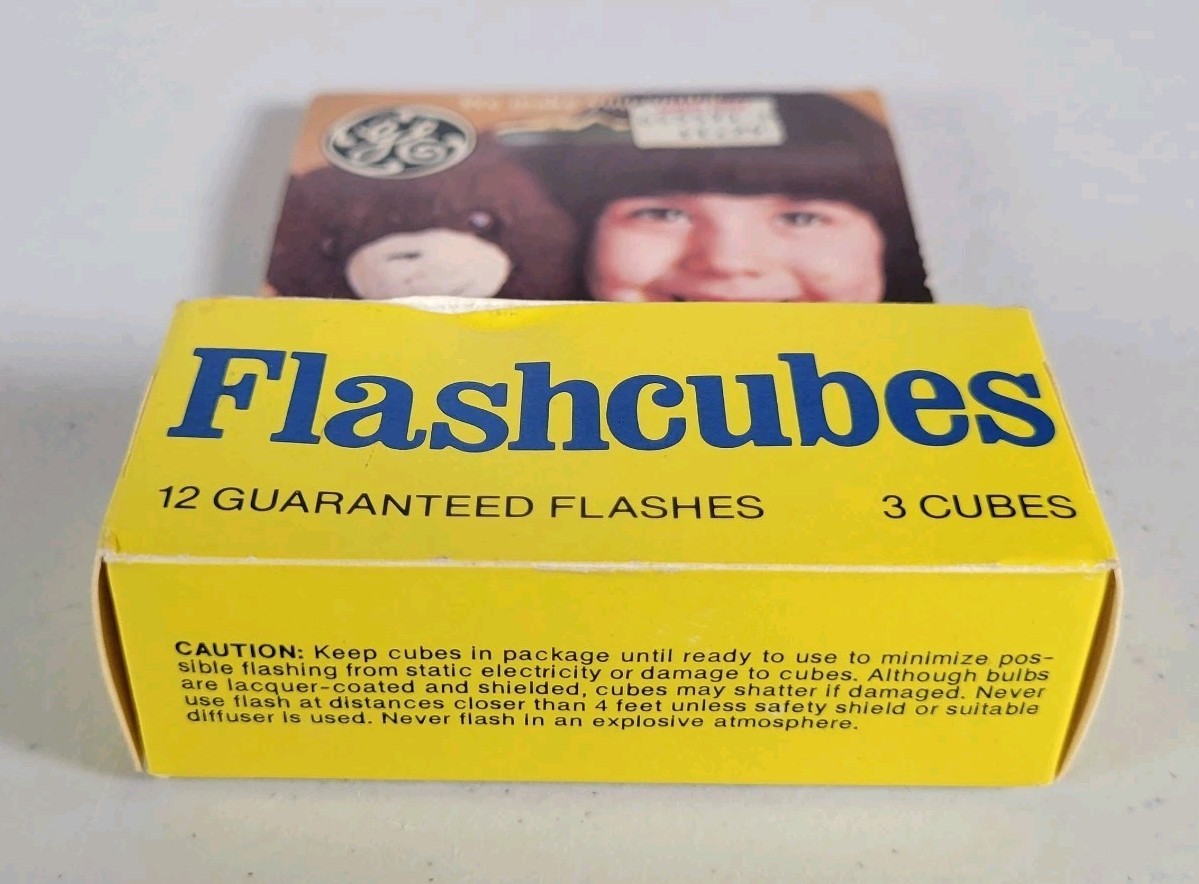 GE
Flashcubes
12 GUARANTEED FLASHES 3 CUBES
CAUTION: Keep cubes in package until ready to use to minimize pos-
sible flashing from static electricity or damage to cubes. Although bulbs
are lacquer-coated and shielded, cubes may shatter if damaged. Never
use flash at distances closer than 4 feet unless safety shield or suitable
diffuser is used. Never flash in an explosive atmosphere.